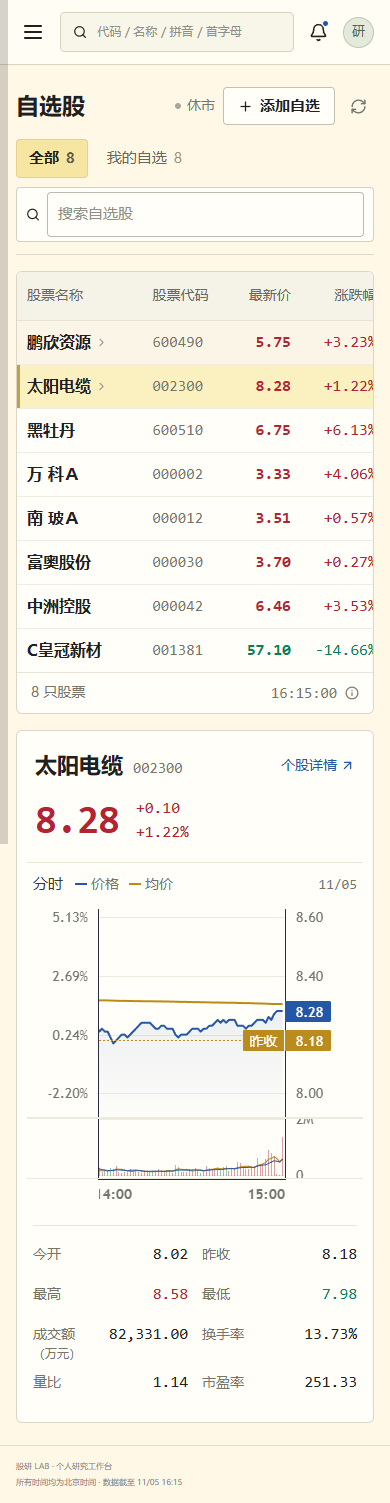 代码 / 名称 / 拼音 / 首字母
研
自选股
休市
添加自选
全部 8
我的自选 8
搜索自选股
股票名称 股票代码 最新价 涨跌幅
鹏欣资源 600490 5.75 +3.23%
太阳电缆 002300 8.28 +1.22%
黑牡丹 600510 6.75 +6.13%
万 科A 000002 3.33 +4.06%
南 玻A 000012 3.51 +0.57%
富奥股份 000030 3.70 +0.27%
中洲控股 000042 6.46 +3.53%
C皇冠新材 001381 57.10 -14.66%
8 只股票 16:15:00
太阳电缆 002300 个股详情
8.28
+0.10
+1.22%
分时 价格 均价 11/05
5.13% 8.60
2.69% 8.40
8.28
0.24% 昨收 8.18
-2.20% 8.00
2M
0
14:00 15:00
今开 8.02 昨收 8.18
最高 8.58 最低 7.98
成交额 82,331.00 换手率 13.73%
(万元)
量比 1.14 市盈率 251.33
股研 LAB · 个人研究工作台
所有时间均为北京时间 · 数据截至 11/05 16:15